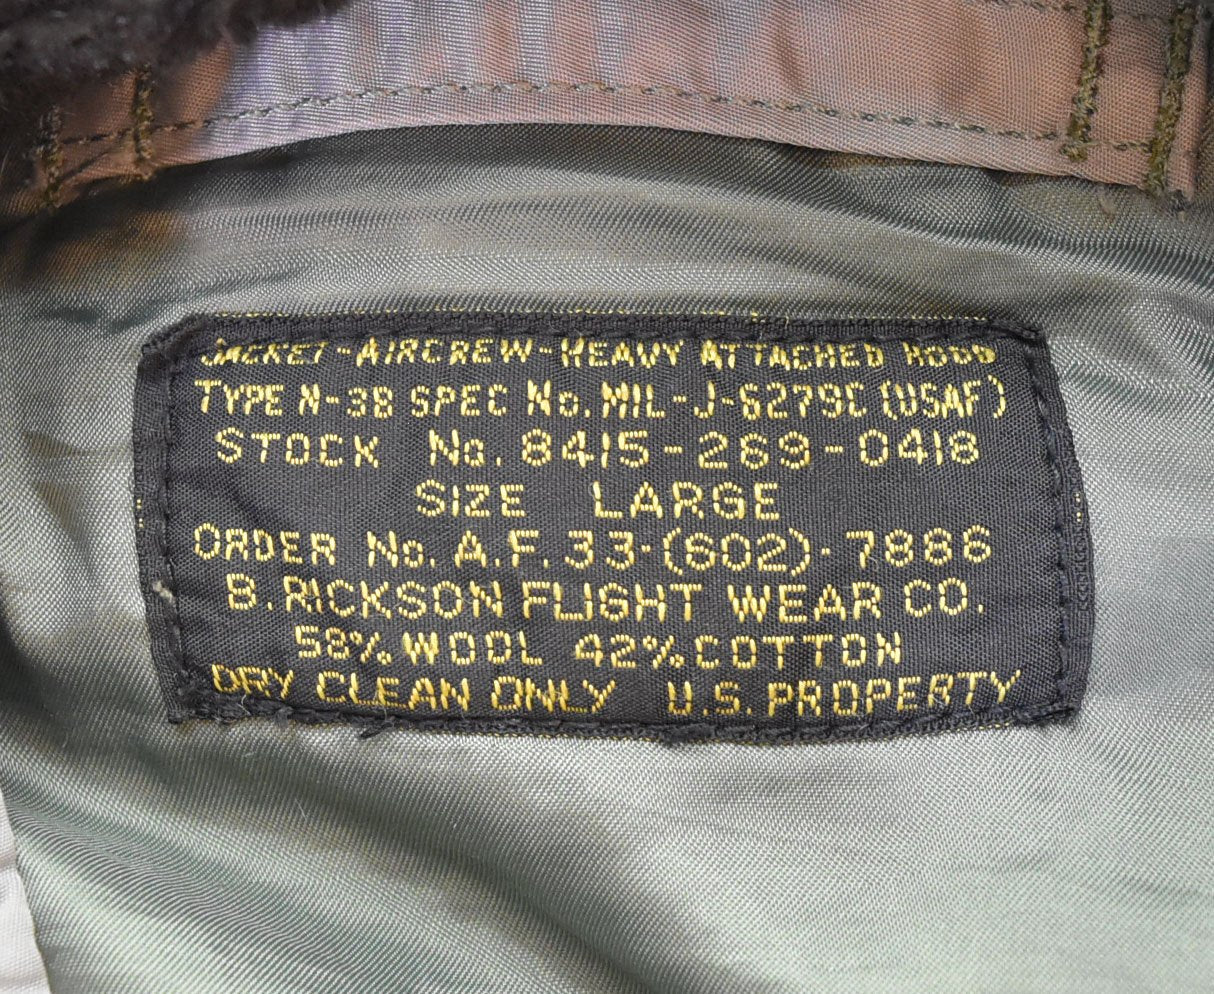 JACKET-AIRCREW-HEAVY ATTACHED HOOD
TYPE N-3B SPEC No. MIL-J-6279C (USAF)
STOCK No. 8415-269-0418
SIZE LARGE
ORDER No. A.F. 33-(602)-7886
B. RICKSON FLIGHT WEAR CO.
58% WOOL 42% COTTON
DRY CLEAN ONLY U.S. PROPERTY